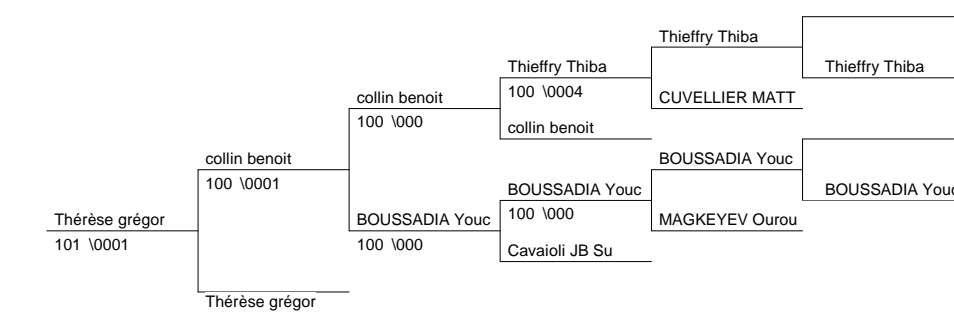 Thieffry Thiba
Thieffry Thiba
Thieffry Thiba
100 \0004
CUVELLIER MATT
collin benoit
100 \000
collin benoit
collin benoit
100 \0001
BOUSSADIA Youc
BOUSSADIA Youc
BOUSSADIA Youc
100 \000
Thérèse grégor
101 \0001
BOUSSADIA Youc
100 \000
MAGKEYEV Ourou
Cavaioli JB Su
Thérèse grégor